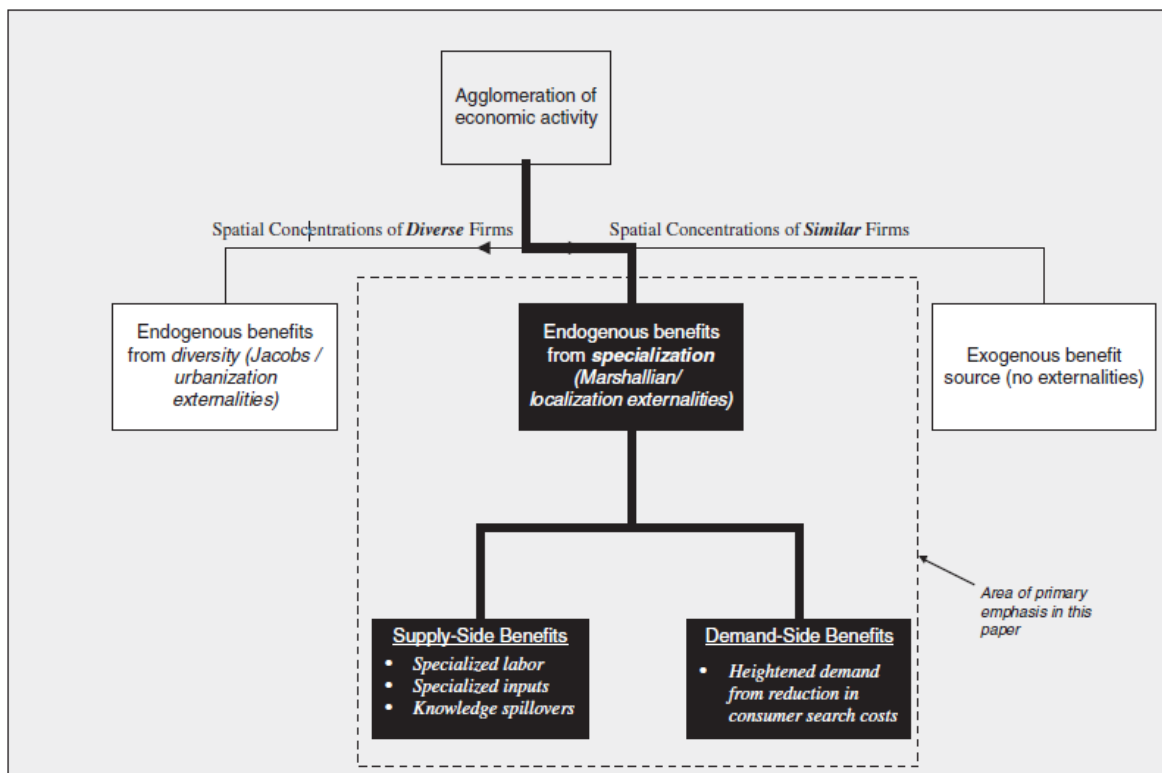 Agglomeration of
economic activity
Spatial Concentrations of Diverse Firms
Spatial Concentrations of Similar Firms
Endogenous benefits
from diversity (Jacobs /
urbanization
externalities)
Endogenous benefits
from specialization
(Marshallian/
localization externalities)
Exogenous benefit
source (no externalities)
Area of primary
emphasis in this
paper
Supply-Side Benefits
• Specialized labor
• Specialized inputs
• Knowledge spillovers
Demand-Side Benefits
• Heightened demand
from reduction in
consumer search costs